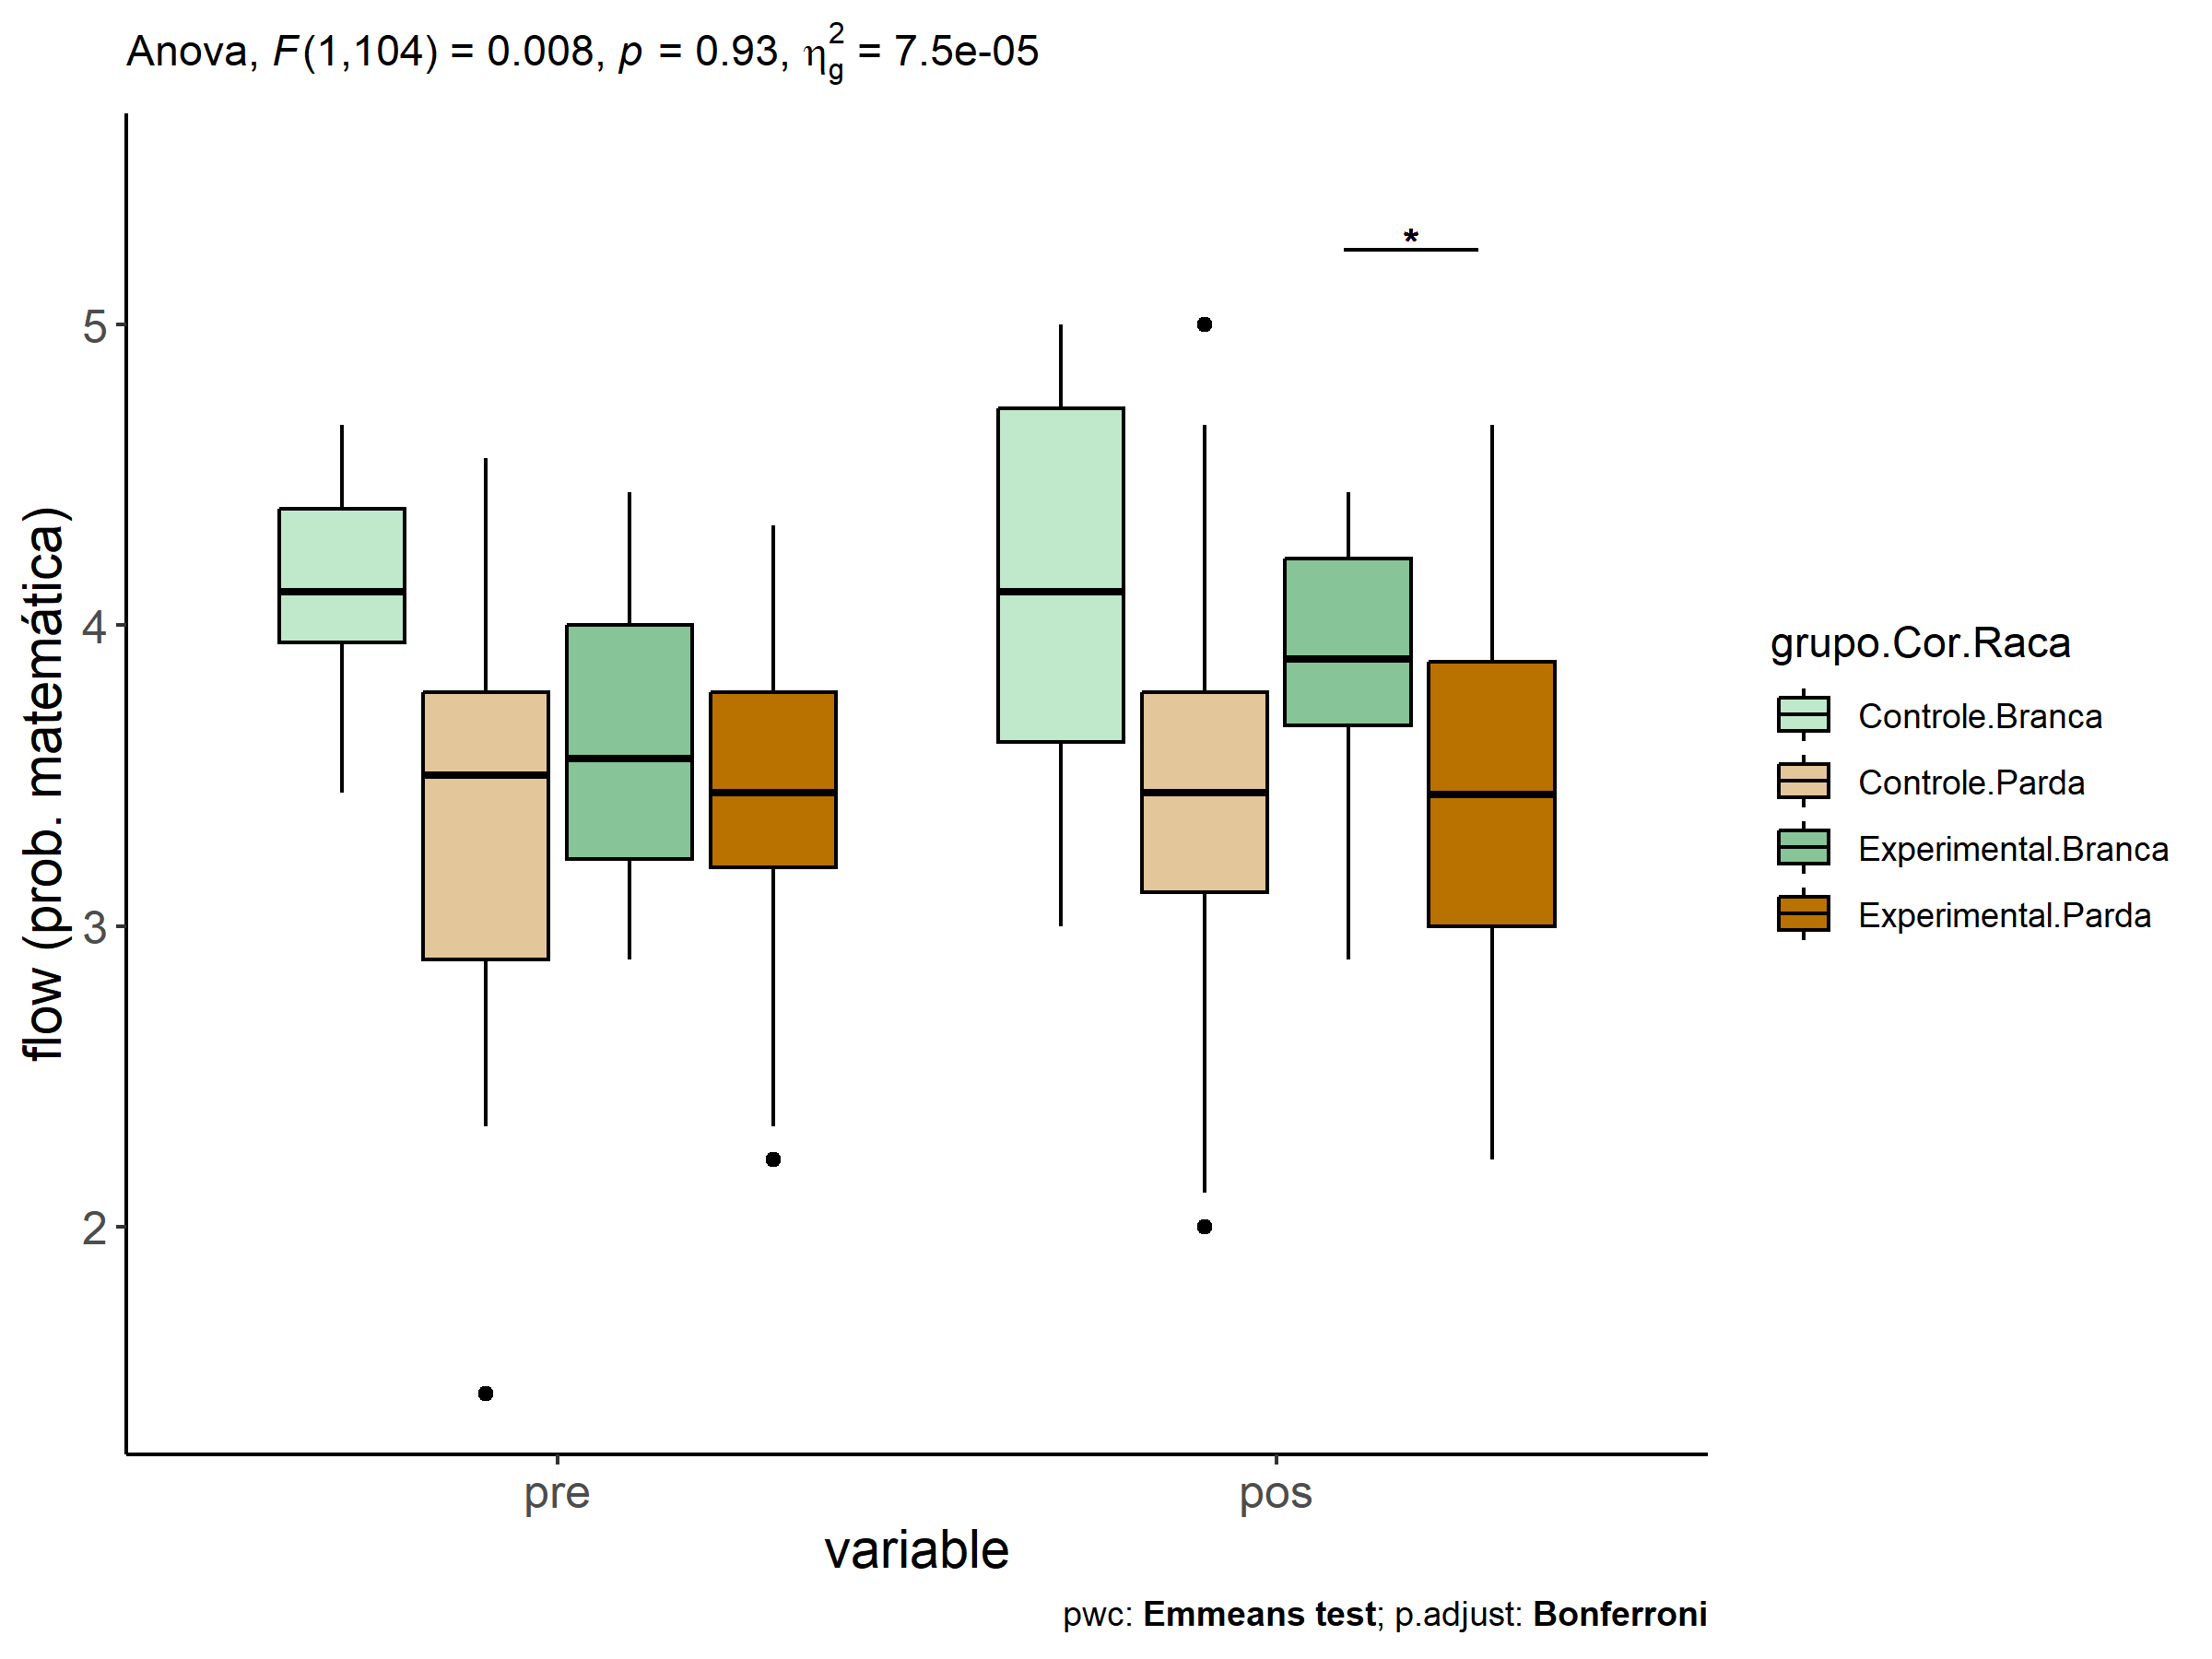 Anova, F(1,104) = 0.008, p = 0.93, η²g = 7.5e-05
*
5
4
3
2
flow (prob. matemática)
pre
pos
variable
grupo.Cor.Raca
Controle.Branca
Controle.Parda
Experimental.Branca
Experimental.Parda
pwc: Emmeans test; p.adjust: Bonferroni